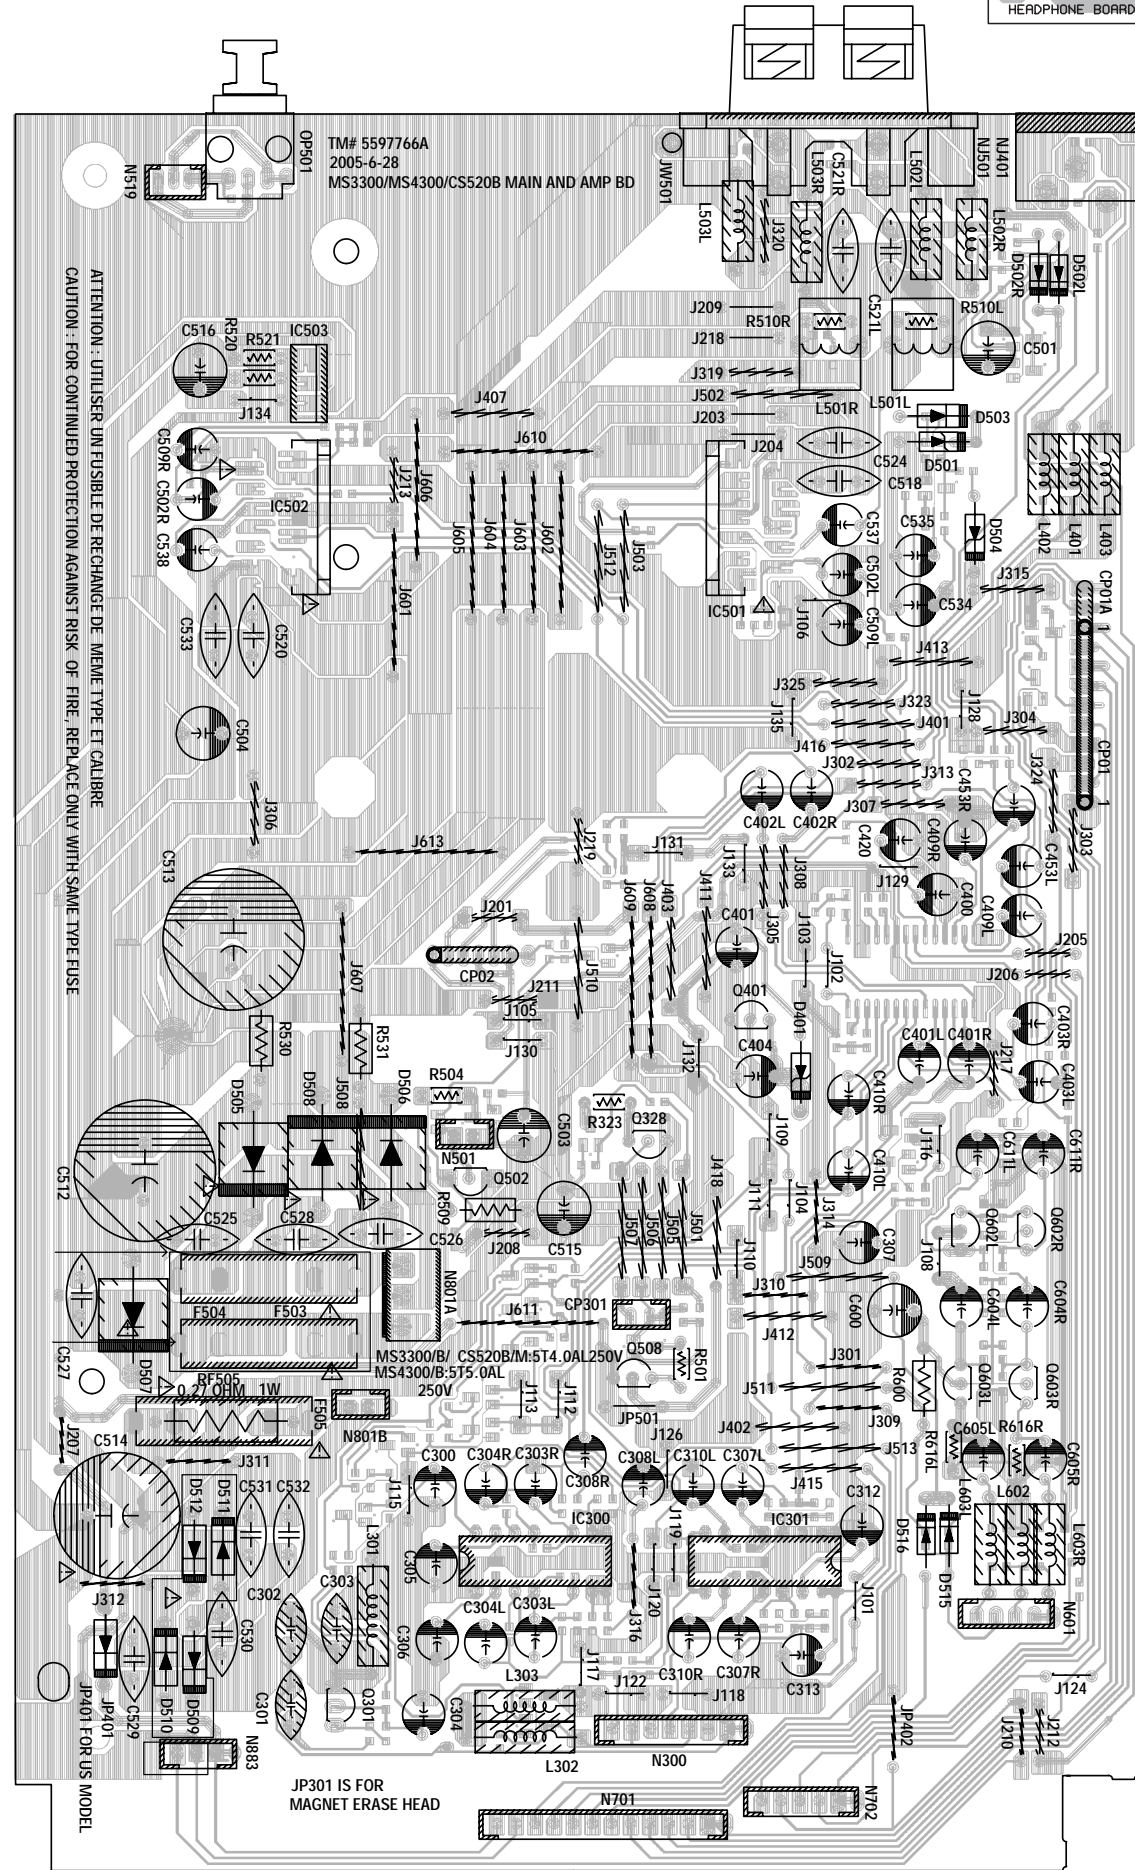 HEADPHONE BOARD
TM# 5597766A
2005-6-28
MS3300/MS4300/CS520B MAIN AND AMP BD
N519
OP501
JW501
L503L
J320
L503R
C521R
L502L
NJ501
NJ401
L502R
D502R
D502L
ATTENTION : UTILISER UN FUSIBLE DE RECHANGE DE MEME TYPE ET CALIBRE
CAUTION : FOR CONTINUED PROTECTION AGAINST RISK OF FIRE, REPLACE ONLY WITH SAME TYPE FUSE
C516
R520
R521
IC503
J134
J209
R510R
J218
C521L
R510L
C501
J319
J502
J203
L501R
L501L
D503
J407
J610
J204
D501
C524
C518
C509R
C502R
C538
IC502
J213
J606
J605
J604
J603
J602
J512
J503
J601
IC501
C537
C502L
C509L
J106
C535
C534
D504
L402
L401
L403
J315
CP01A
1
C533
C520
C504
J413
J325
J323
J135
J401
J416
J128
J304
J302
J313
J307
C453R
J324
CP01
1
J303
J306
J613
J219
J131
C402L
C402R
J133
J308
C420
C409R
J129
C453L
C400
C409L
C513
J201
CP02
J211
J105
J130
J510
J609
J608
J403
J411
C401
J305
J103
J102
J205
J206
J607
R530
R531
Q401
C404
D401
J132
C401L
C401R
J217
C403R
C403L
D505
D508
J508
D506
R504
N501
C503
R323
Q328
J109
C410R
C410L
J116
C611L
C611R
C512
Q502
R509
J208
C515
J507
J506
J505
J501
J418
J111
J104
J314
J110
C307
J108
Q602L
Q602R
C525
C528
C526
J509
J310
J412
C600
C604L
C604R
F504
F503
N801A
J611
CP301
MS3300/B/ CS520B/M:5T4.0AL250V
MS4300/B:5T5.0AL
250V
Q508
R501
JP501
J301
J511
J309
J402
J513
J415
R600
Q603L
Q603R
C527
D507
RF505
0.27 OHM 1W
F505
N801B
J113
J112
J207
C514
J311
J126
C300
C304R
C303R
C308R
C308L
C310L
C307L
C312
R616L
C605L
R616R
C605R
J115
D512
D511
C531
C532
L301
IC300
J119
IC301
D516
L603L
L602
L603R
D515
C305
J120
J312
C302
C303
C306
C304L
C303L
J316
J101
N601
C310R
C307R
C313
JP401
C529
C530
D510
D509
C301
Q301
C304
L303
J117
J122
J118
J124
JP402
J210
J212
JP401 FOR US MODEL
N883
L302
N300
JP301 IS FOR
MAGNET ERASE HEAD
N701
N702